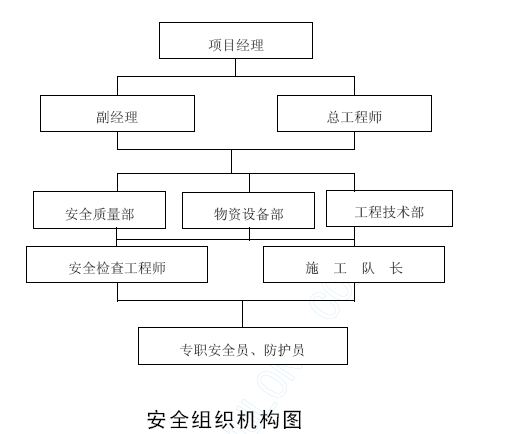 项目经理
副经理 总工程师
安全质量部 物资设备部 工程技术部
安全检查工程师 施 工 队 长
专职安全员、防护员
安全组织机构图